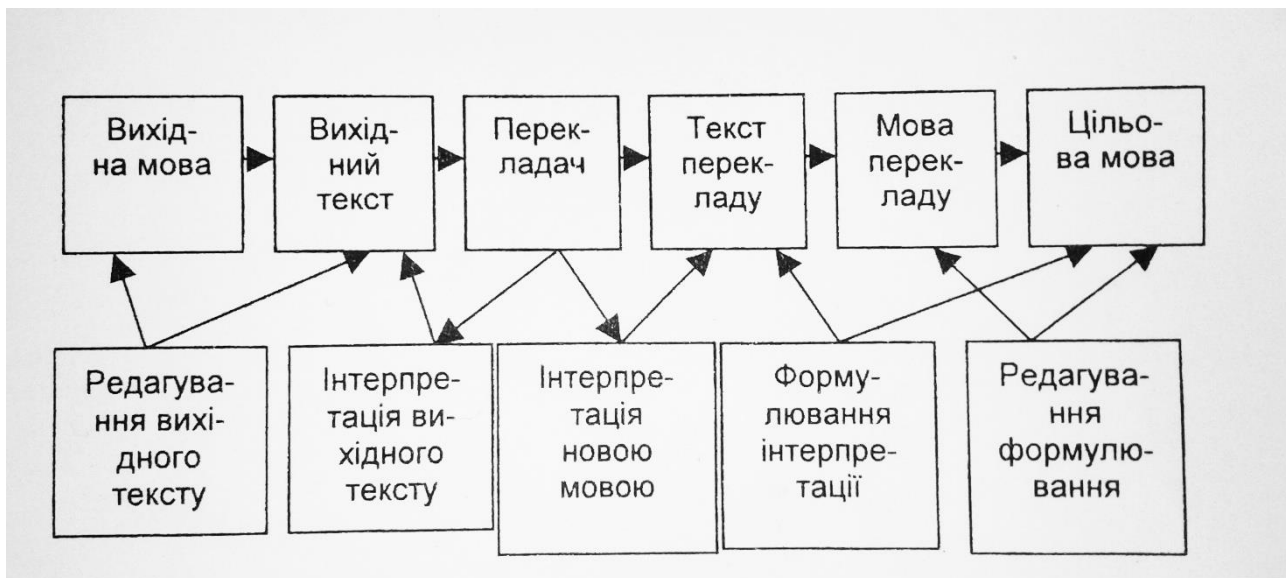 Вихід-
на мова
Вихід-
ний
текст
Перек-
ладач
Текст
перек-
ладу
Мова
перек-
ладу
Цільо-
ва мова
Редагува-
ння вихі-
дного
тексту
Інтерпре-
тація ви-
хідного
тексту
Інтерпре-
тація
новою
мовою
Форму-
лювання
інтерпре-
тації
Редагува-
ння
формулю-
вання